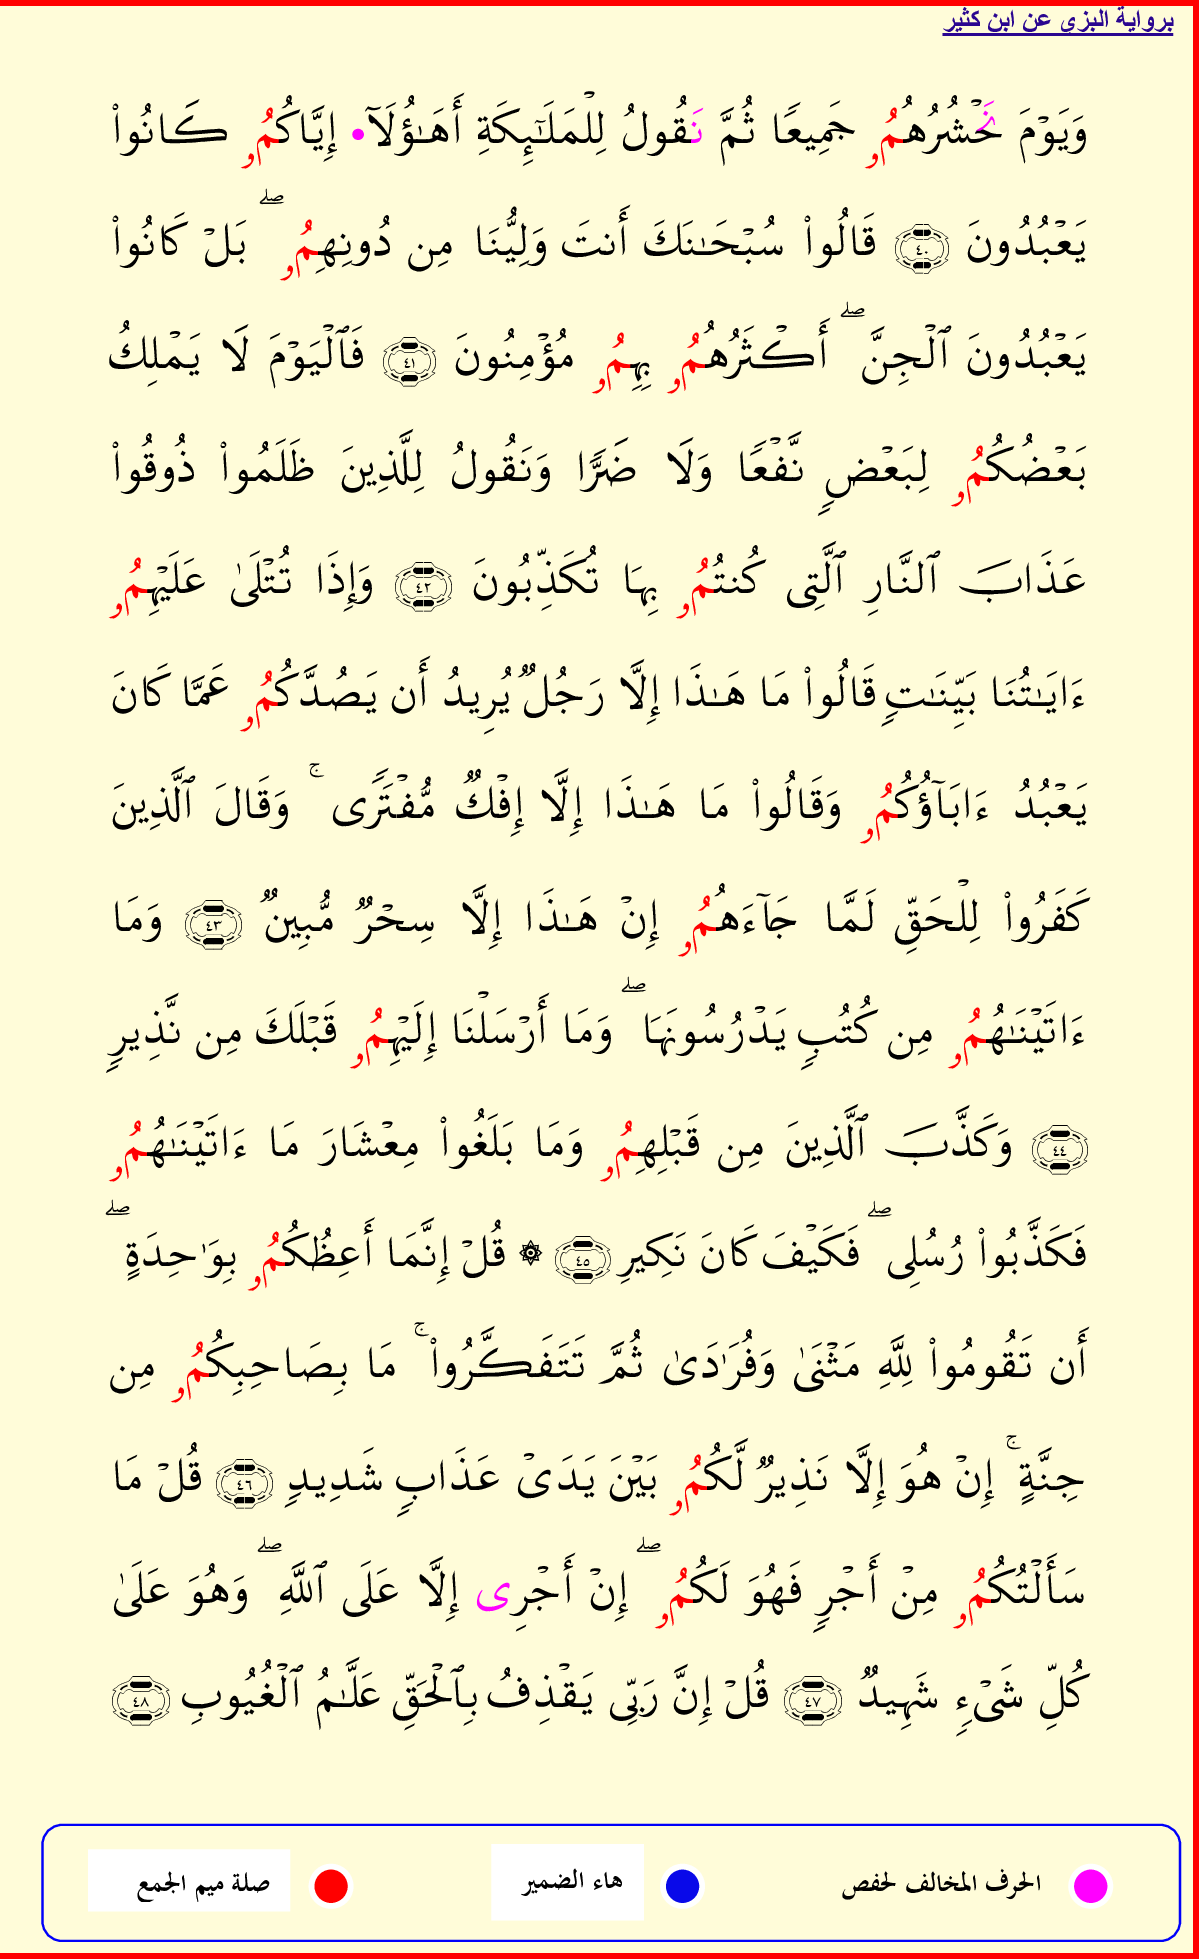 برواية البزي عن ابن كثير
وَيَوْمَ نَحْشُرُهُمُۥ جَمِيعًا ثُمَّ نَقُولُ لِلْمَلَٰٓئِكَةِ أَهَٰؤُلَآ• إِيَّاكُمُۥ كَانُوا۟
يَعْبُدُونَ ٤٠ قَالُوا۟ سُبْحَٰنَكَ أَنتَ وَلِيُّنَا مِن دُونِهِمُۥ ۖ بَلْ كَانُوا۟
يَعْبُدُونَ ٱلْجِنَّ ۖ أَكْثَرُهُمُۥ بِهِمُۥ مُؤْمِنُونَ ٤١ فَٱلْيَوْمَ لَا يَمْلِكُ
بَعْضُكُمُۥ لِبَعْضٍ نَّفْعًا وَلَا ضَرًّا وَنَقُولُ لِلَّذِينَ ظَلَمُوا۟ ذُوقُوا۟
عَذَابَ ٱلنَّارِ ٱلَّتِى كُنتُمُۥ بِهَا تُكَذِّبُونَ ٤٢ وَإِذَا تُتْلَىٰ عَلَيْهِمُۥ
ءَايَٰتُنَا بَيِّنَٰتٍ قَالُوا۟ مَا هَٰذَا إِلَّا رَجُلٌ يُرِيدُ أَن يَصُدَّكُمُۥ عَمَّا كَانَ
يَعْبُدُ ءَابَآؤُكُمُۥ وَقَالُوا۟ مَا هَٰذَا إِلَّا إِفْكٌ مُّفْتَرًى ۚ وَقَالَ ٱلَّذِينَ
كَفَرُوا۟ لِلْحَقِّ لَمَّا جَآءَهُمُۥ إِنْ هَٰذَا إِلَّا سِحْرٌ مُّبِينٌ ٤٣ وَمَا
ءَاتَيْنَٰهُمُۥ مِن كُتُبٍ يَدْرُسُونَهَا ۖ وَمَا أَرْسَلْنَا إِلَيْهِمُۥ قَبْلَكَ مِن نَّذِيرٍ
٤٤ وَكَذَّبَ ٱلَّذِينَ مِن قَبْلِهِمُۥ وَمَا بَلَغُوا۟ مِعْشَارَ مَا ءَاتَيْنَٰهُمُۥ
فَكَذَّبُوا۟ رُسُلِى ۖ فَكَيْفَ كَانَ نَكِيرِ ٤٥ ۞ قُلْ إِنَّمَا أَعِظُكُمُۥ بِوَٰحِدَةٍ ۖ
أَن تَقُومُوا۟ لِلَّهِ مَثْنَىٰ وَفُرَٰدَىٰ ثُمَّ تَتَفَكَّرُوا۟ ۚ مَا بِصَاحِبِكُمُۥ مِن
جِنَّةٍ ۚ إِنْ هُوَ إِلَّا نَذِيرٌ لَّكُمُۥ بَيْنَ يَدَىْ عَذَابٍ شَدِيدٍ ٤٦ قُلْ مَا
سَأَلْتُكُمُۥ مِنْ أَجْرٍ فَهُوَ لَكُمُۥ ۖ إِنْ أَجْرِى إِلَّا عَلَى ٱللَّهِ ۖ وَهُوَ عَلَىٰ
كُلِّ شَىْءٍ شَهِيدٌ ٤٧ قُلْ إِنَّ رَبِّى يَقْذِفُ بِٱلْحَقِّ عَلَّٰمُ ٱلْغُيُوبِ ٤٨
الحرف المخالف لحفص هاء الضمير صلة ميم الجمع